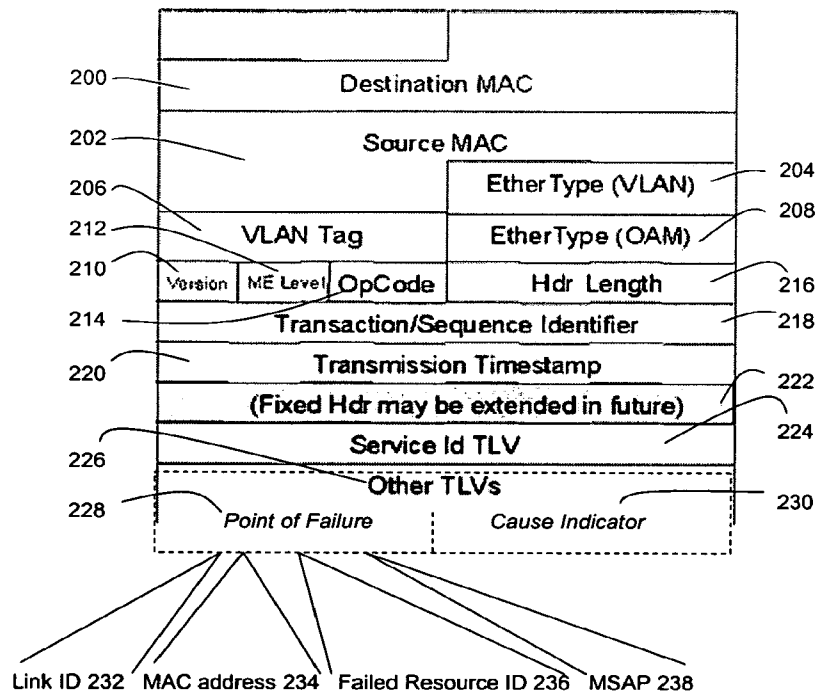 200
Destination MAC
202
Source MAC
EtherType (VLAN)
204
206
VLAN Tag
EtherType (OAM)
208
212
210
Version
ME Level
OpCode
Hdr Length
216
214
Transaction/Sequence Identifier
218
220
Transmission Timestamp
222
(Fixed Hdr may be extended in future)
224
Service Id TLV
226
Other TLVs
228
Point of Failure
Cause Indicator
230
Link ID 232 MAC address 234 Failed Resource ID 236 MSAP 238